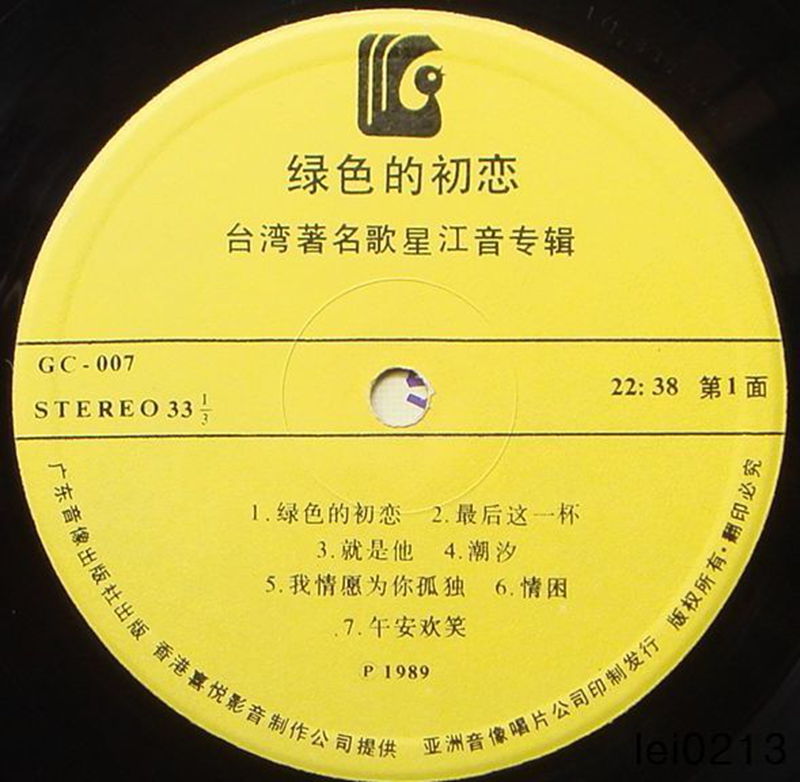 绿色的初恋
台湾著名歌星江音专辑
GC-007
STEREO 33 1/3
22:38 第1面
1.绿色的初恋 2.最后这一杯
3.就是他 4.潮汐
5.我情愿为你孤独 6.情困
.7.午安欢笑
P 1989
广东音像出版社出版 香港喜悦影音制作公司提供 亚洲音像唱片公司印制发行 版权所有·翻印必究
lei0213